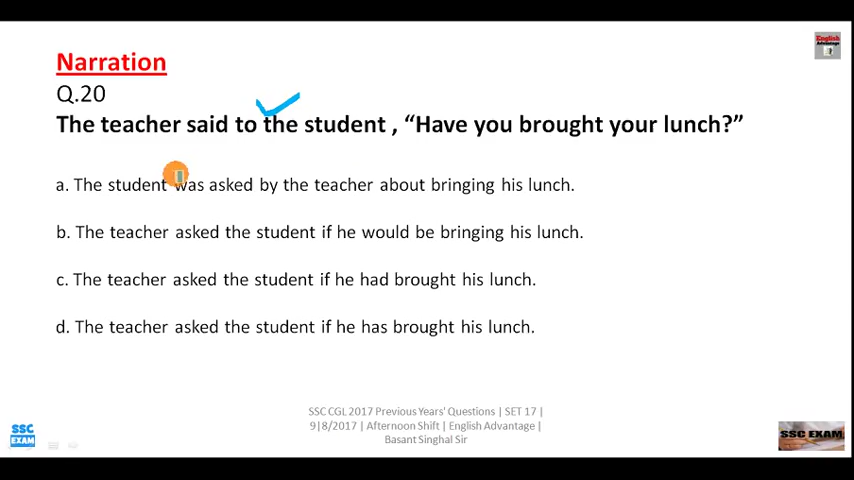 English
Advantage
Narration
Q.20
The teacher said to the student , “Have you brought your lunch?”
a. The student was asked by the teacher about bringing his lunch.
b. The teacher asked the student if he would be bringing his lunch.
c. The teacher asked the student if he had brought his lunch.
d. The teacher asked the student if he has brought his lunch.
SSC CGL 2017 Previous Years' Questions | SET 17 |
9|8/2017 | Afternoon Shift | English Advantage |
Basant Singhal Sir
SSC
EXAM
SSC EXAM